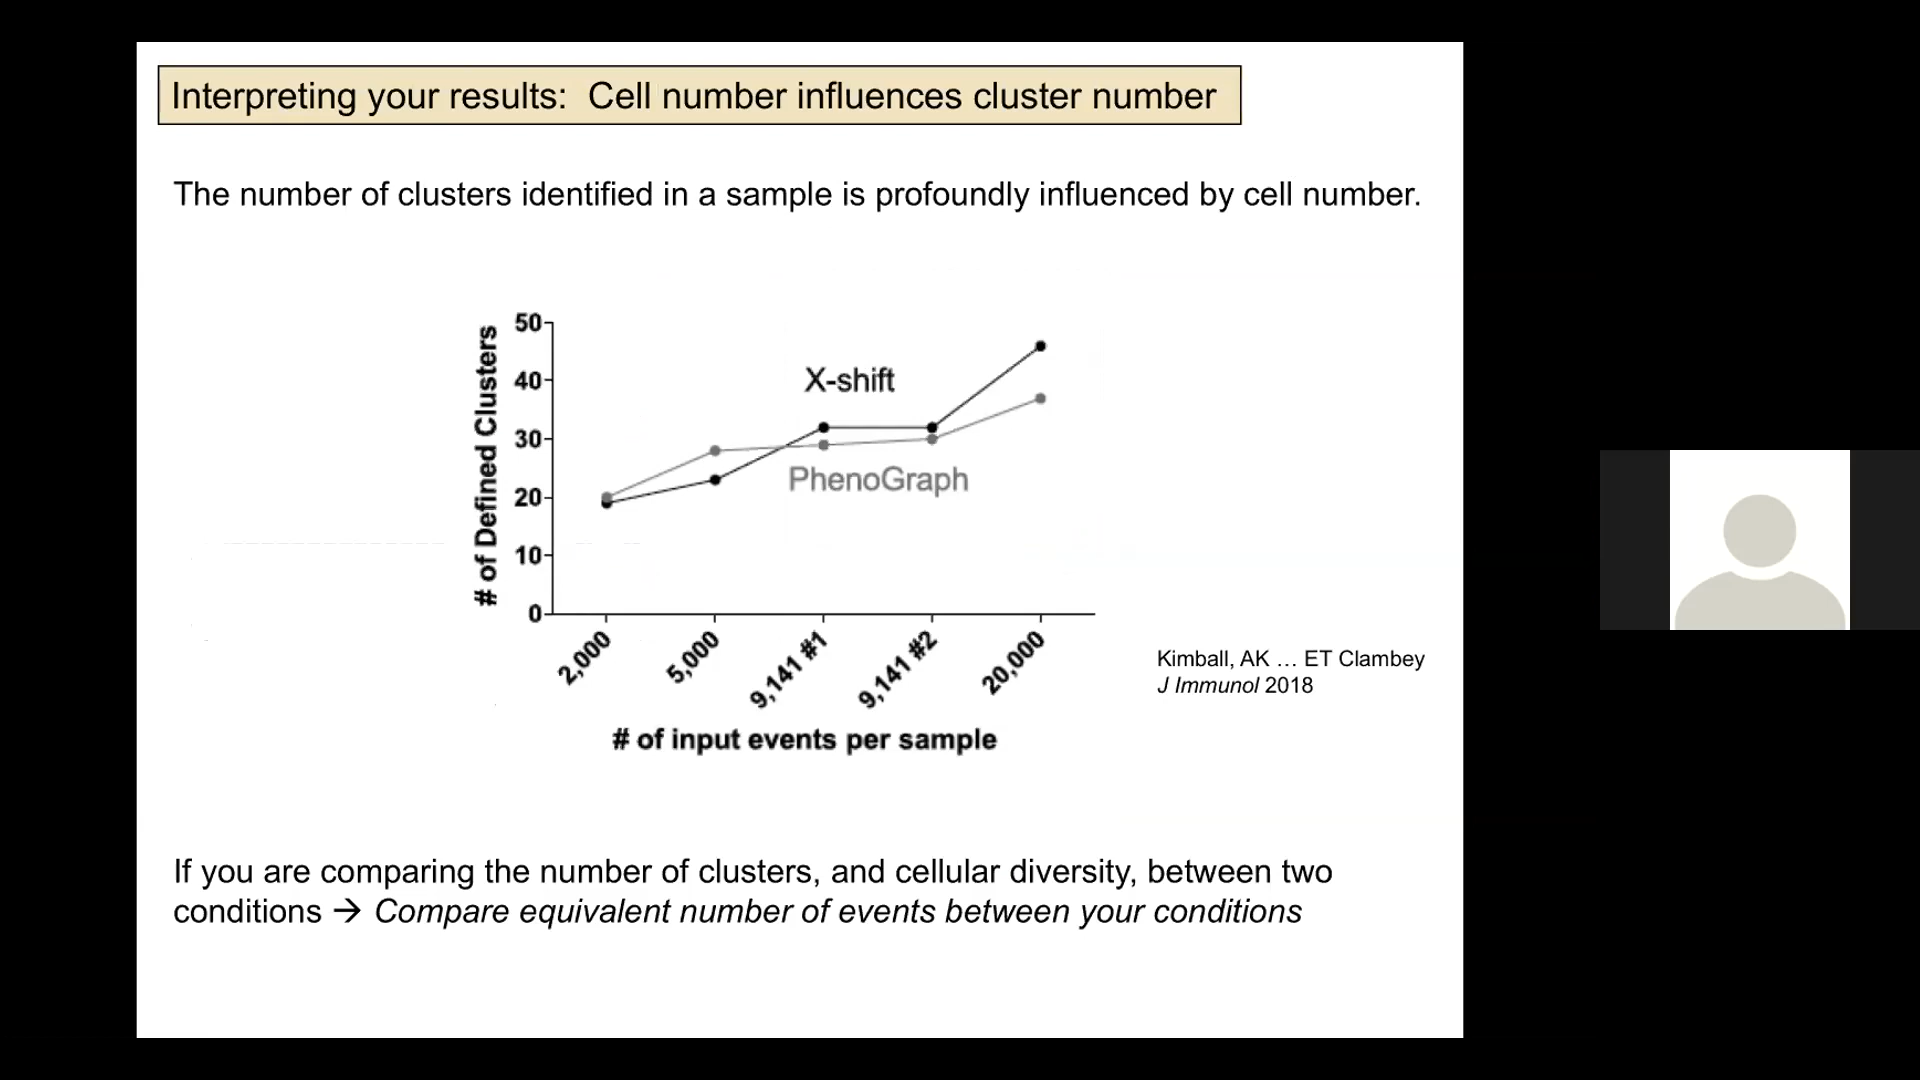 Interpreting your results: Cell number influences cluster number
The number of clusters identified in a sample is profoundly influenced by cell number.
# of Defined Clusters
50
40
30
20
10
0
X-shift
PhenoGraph
2,000
5,000
9,141 #1
9,141 #2
20,000
# of input events per sample
Kimball, AK … ET Clambey
J Immunol 2018
If you are comparing the number of clusters, and cellular diversity, between two
conditions → Compare equivalent number of events between your conditions